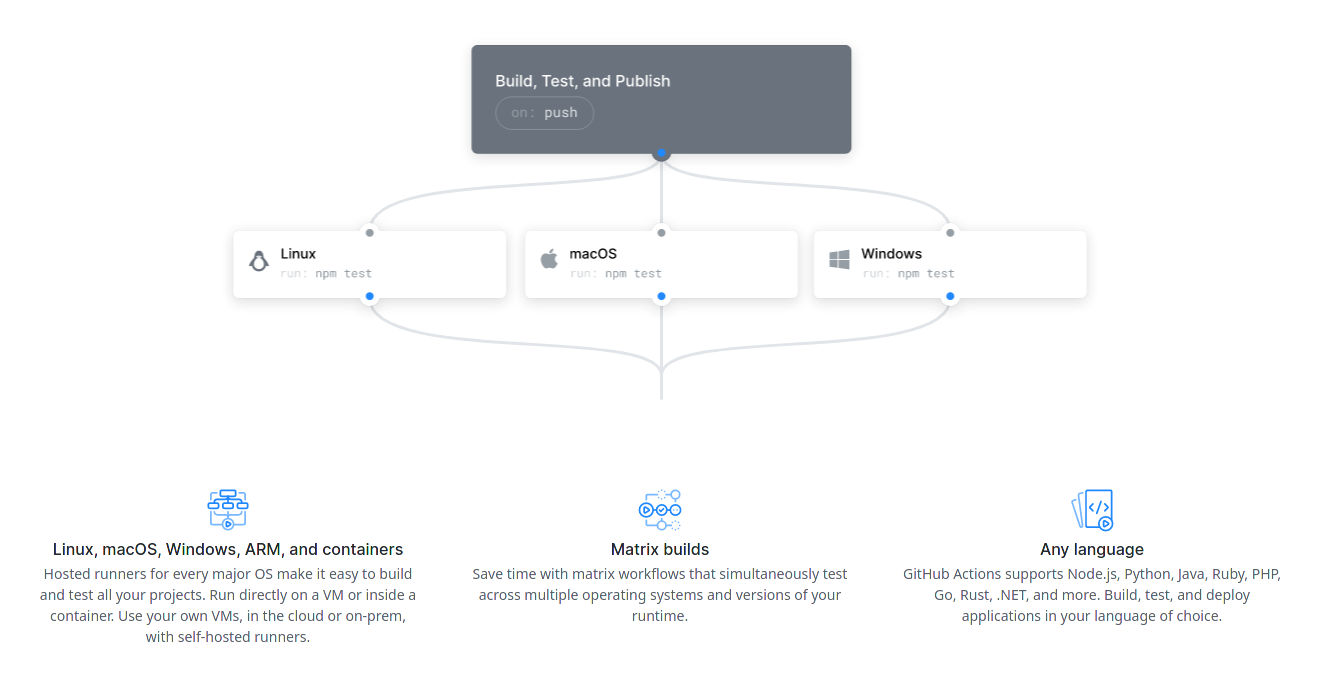 Build, Test, and Publish
on: push
Linux
run: npm test
macOS
run: npm test
Windows
run: npm test
Linux, macOS, Windows, ARM, and containers
Hosted runners for every major OS make it easy to build
and test all your projects. Run directly on a VM or inside a
container. Use your own VMs, in the cloud or on-prem,
with self-hosted runners.
Matrix builds
Save time with matrix workflows that simultaneously test
across multiple operating systems and versions of your
runtime.
Any language
GitHub Actions supports Node.js, Python, Java, Ruby, PHP,
Go, Rust, .NET, and more. Build, test, and deploy
applications in your language of choice.